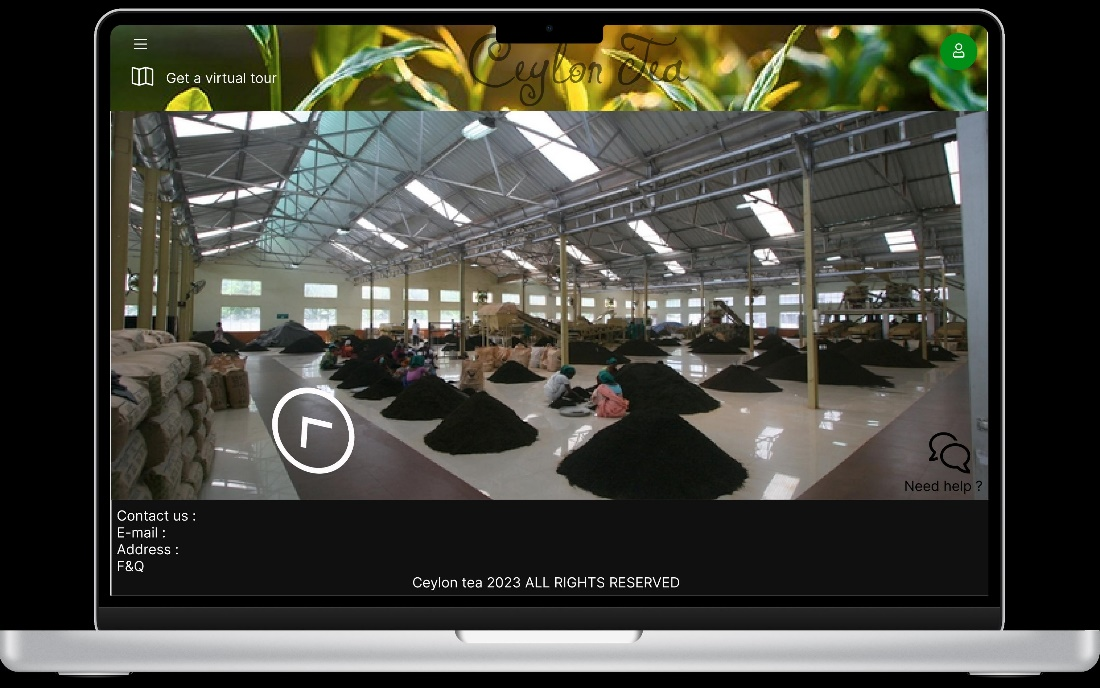 Ceylon Tea
Get a virtual tour
Need help ?
Contact us :
E-mail :
Address :
F&Q
Ceylon tea 2023 ALL RIGHTS RESERVED